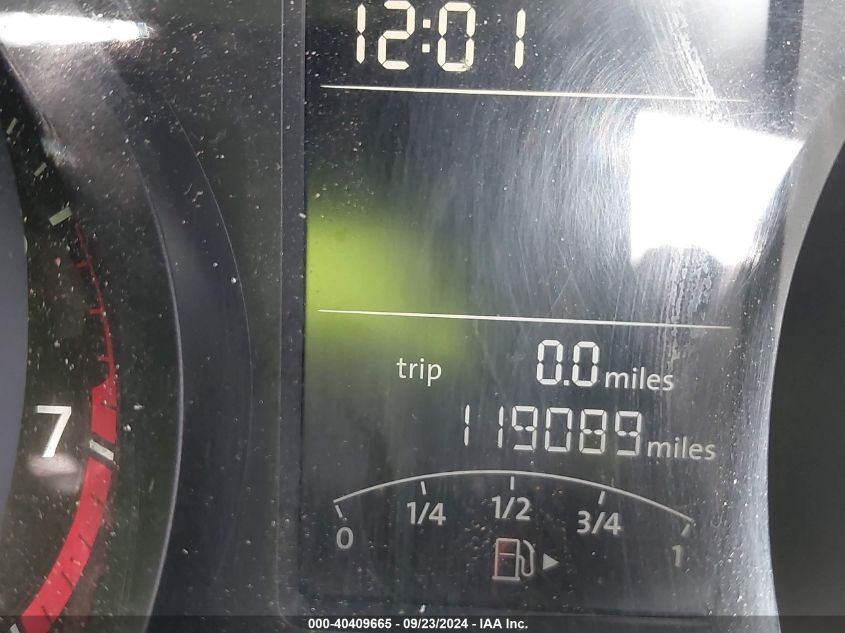 12:01
trip 0.0 miles
119089 miles
7
0 1/4 1/2 3/4 1
000-40409665 - 09/23/2024 - IAA Inc.